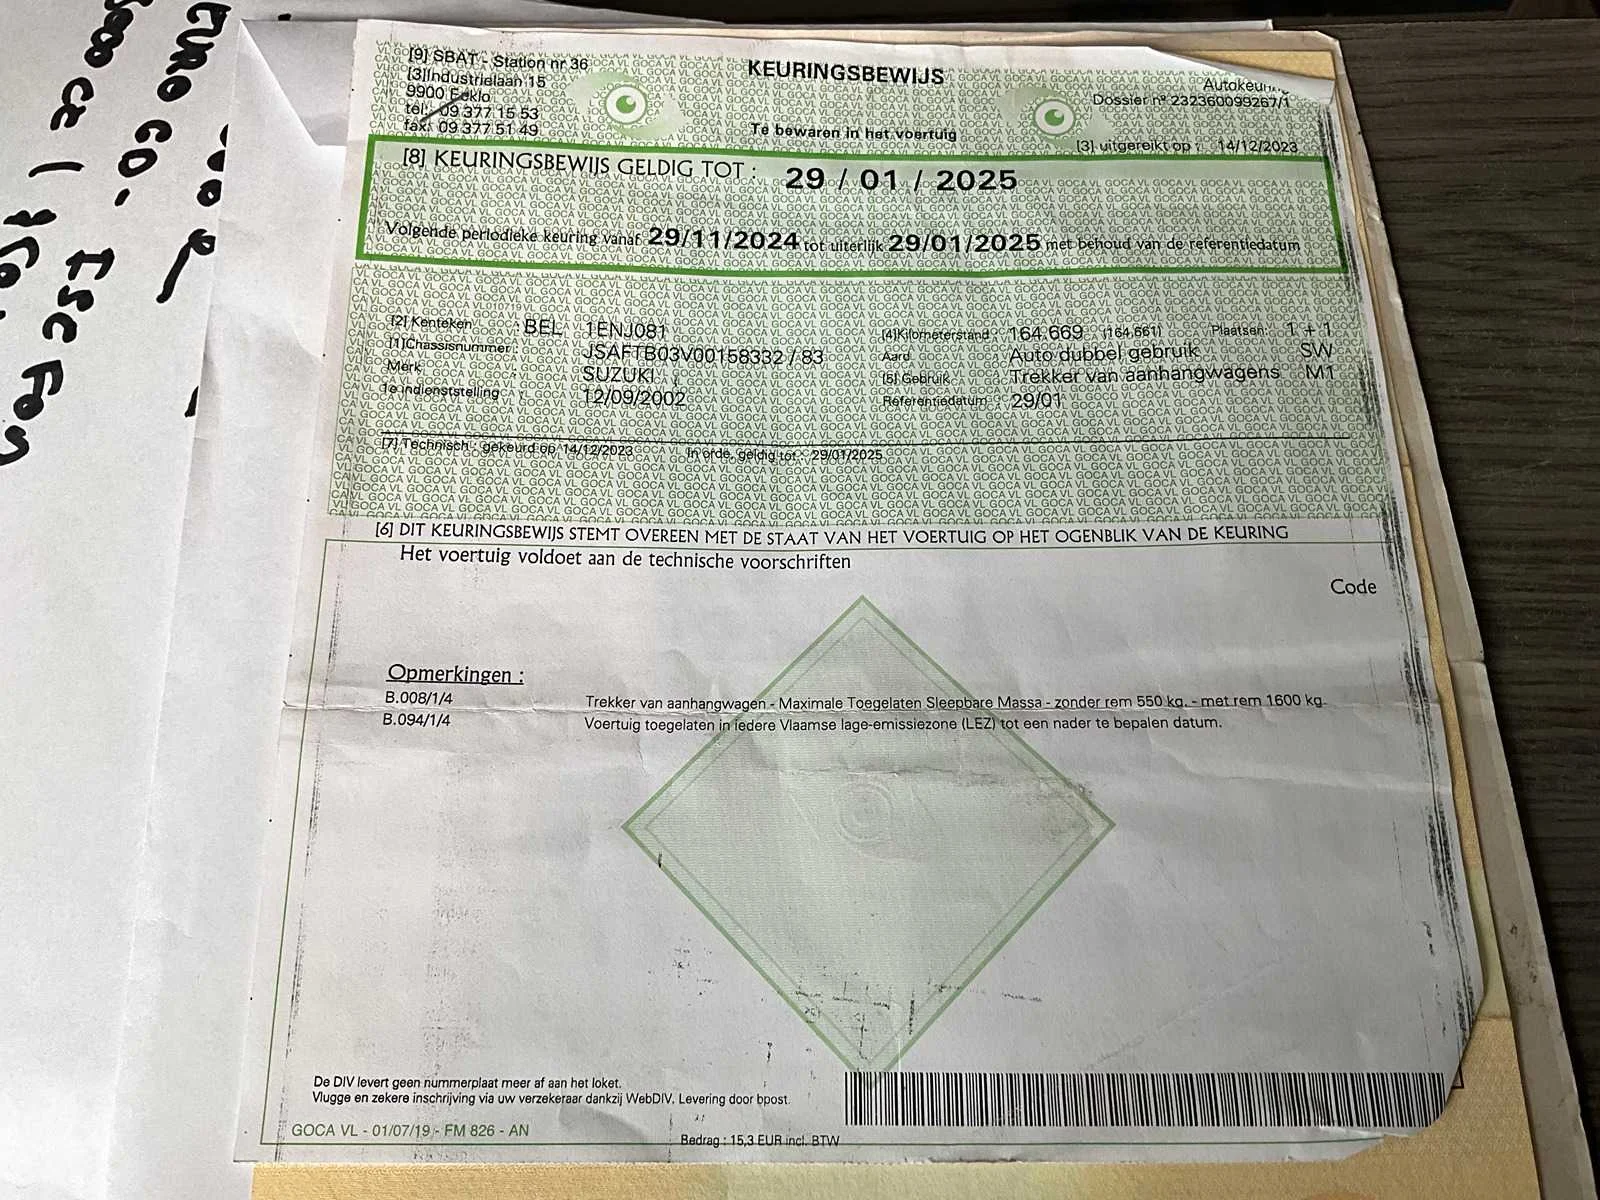 [9] SBAT - Station nr 36
[3]Industrielaan 15
9900 Eeklo
tel: 09 377 15 53
fax: 09 377 51 49
KEURINGSBEWIJS
Te bewaren in het voertuig
Dossier n° 232360099267/1
[3] uitgereikt op : 14/12/2023
[8] KEURINGSBEWIJS GELDIG TOT : 29 / 01 / 2025
Volgende periodieke keuring vanaf 29/11/2024 tot uiterlijk 29/01/2025 met behoud van de referentiedatum
[2] Kenteken : BEL 1ENJ081
[1]Chassisnummer : JSAFTB03V00158332 / 83
Merk : SUZUKI
1e indienststelling : 12/09/2002
[4]Kilometerstand : 164.669 (164.661) Plaatsen: 1 + 1
Aard Auto dubbel gebruik SW
[5] Gebruik Trekker van aanhangwagens M1
Referentiedatum 29/01
[7] Technisch : gekeurd op 14/12/2023 In orde, geldig tot : 29/01/2025
[6] DIT KEURINGSBEWIJS STEMT OVEREEN MET DE STAAT VAN HET VOERTUIG OP HET OGENBLIK VAN DE KEURING
Het voertuig voldoet aan de technische voorschriften
Code
Opmerkingen :
B.008/1/4 Trekker van aanhangwagen - Maximale Toegelaten Sleepbare Massa - zonder rem 550 kg. - met rem 1600 kg.
B.094/1/4 Voertuig toegelaten in iedere Vlaamse lage-emissiezone (LEZ) tot een nader te bepalen datum.
De DIV levert geen nummerplaat meer af aan het loket.
Vlugge en zekere inschrijving via uw verzekeraar dankzij WebDIV. Levering door bpost.
GOCA VL - 01/07/19 - FM 826 - AN
Bedrag : 15,3 EUR incl. BTW